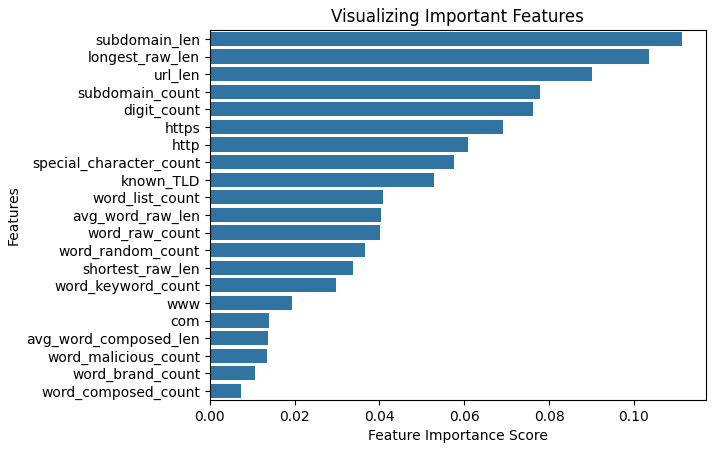 Visualizing Important Features
subdomain_len
longest_raw_len
url_len
subdomain_count
digit_count
https
http
special_character_count
known_TLD
word_list_count
avg_word_raw_len
word_raw_count
word_random_count
shortest_raw_len
word_keyword_count
www
com
avg_word_composed_len
word_malicious_count
word_brand_count
word_composed_count
Features
0.00 0.02 0.04 0.06 0.08 0.10
Feature Importance Score